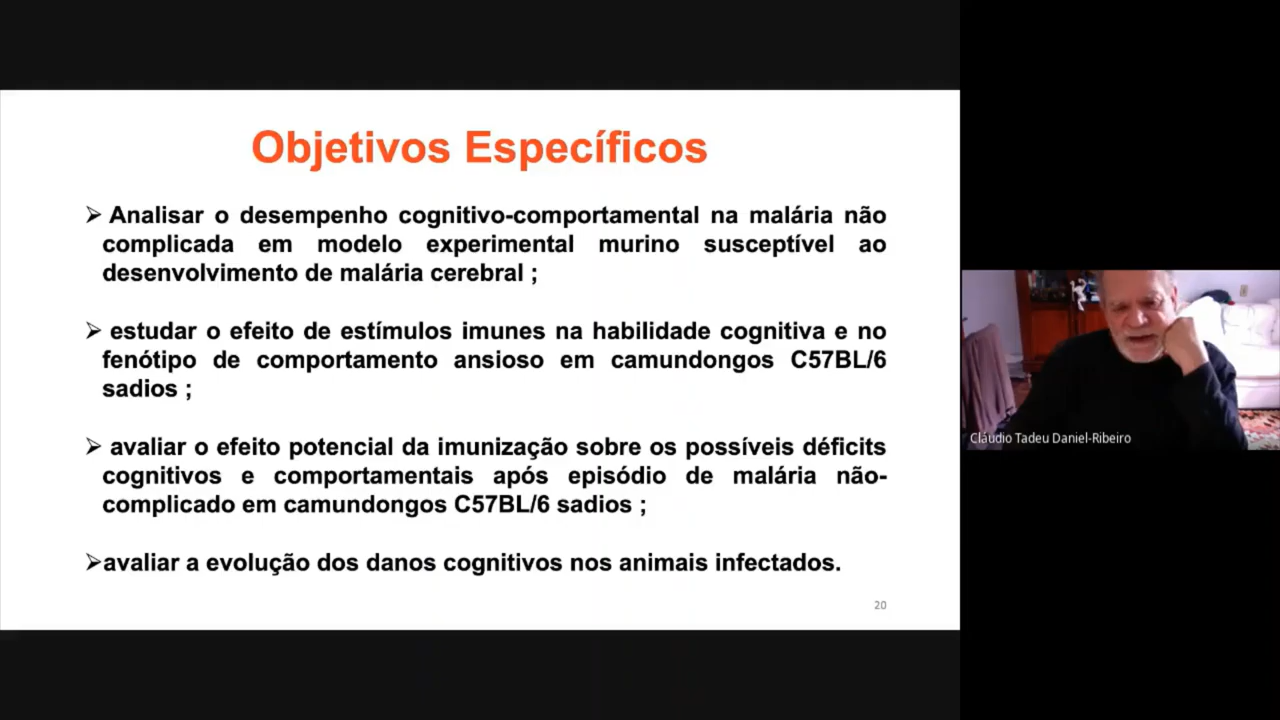 Objetivos Específicos
➢ Analisar o desempenho cognitivo-comportamental na malária não
complicada em modelo experimental murino susceptível ao
desenvolvimento de malária cerebral ;
➢ estudar o efeito de estímulos imunes na habilidade cognitiva e no
fenótipo de comportamento ansioso em camundongos C57BL/6
sadios ;
➢ avaliar o efeito potencial da imunização sobre os possíveis déficits
cognitivos e comportamentais após episódio de malária não-
complicado em camundongos C57BL/6 sadios ;
➢avaliar a evolução dos danos cognitivos nos animais infectados.
20
Cláudio Tadeu Daniel-Ribeiro